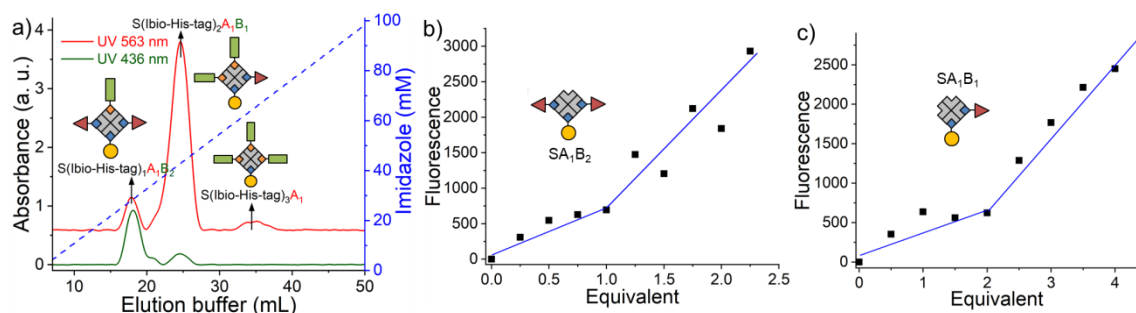 a)
Absorbance (a. u.)
4
3
2
1
0
UV 563 nm
UV 436 nm
S(Ibio-His-tag)₂A₁B₁
S(Ibio-His-tag)₁A₁B₂
S(Ibio-His-tag)₃A₁
100
80
60
40
20
0
Imidazole (mM)
10 20 30 40 50
Elution buffer (mL)
b)
Fluorescence
3000
2500
2000
1500
1000
500
0
SA₁B₂
0.0 0.5 1.0 1.5 2.0
Equivalent
c)
Fluorescence
2500
2000
1500
1000
500
0
SA₁B₁
0 1 2 3 4
Equivalent